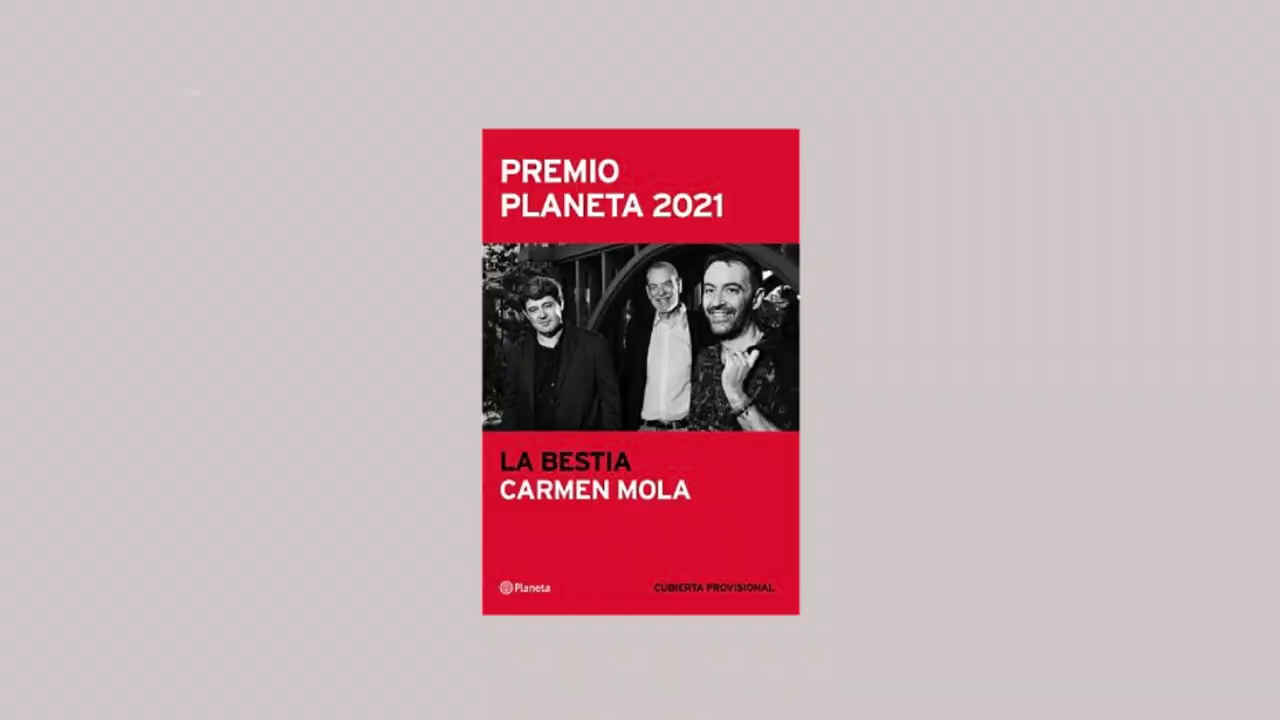 PREMIO
PLANETA 2021
LA BESTIA
CARMEN MOLA
Planeta
CUBIERTA PROVISIONAL